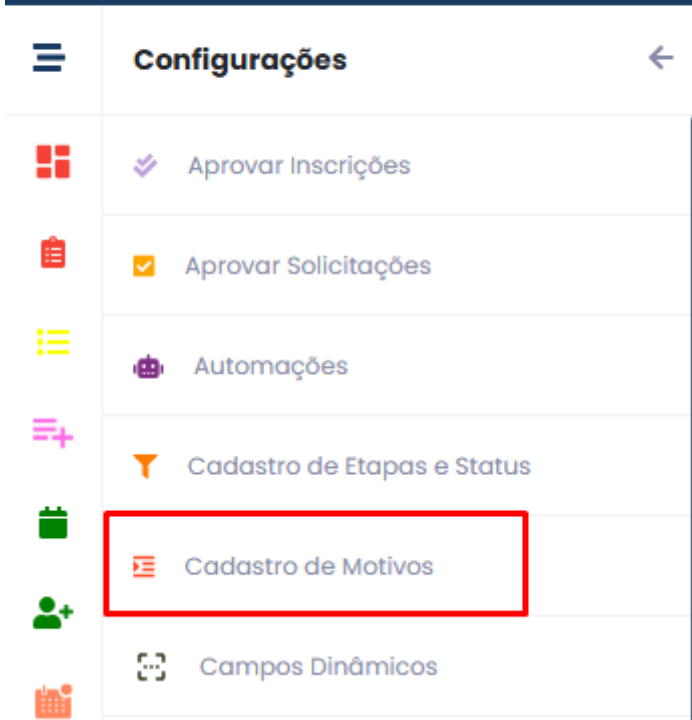 Configurações
Aprovar Inscrições
Aprovar Solicitações
Automações
Cadastro de Etapas e Status
Cadastro de Motivos
Campos Dinâmicos